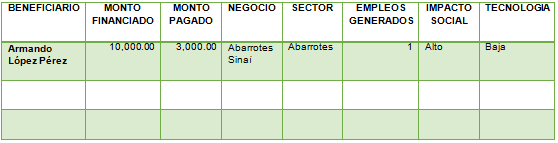 BENEFICIARIO MONTO FINANCIADO MONTO PAGADO NEGOCIO SECTOR EMPLEOS GENERADOS IMPACTO SOCIAL TECNOLOGIA
Armando López Pérez 10,000.00 3,000.00 Abarrotes Sinaí Abarrotes 1 Alto Baja